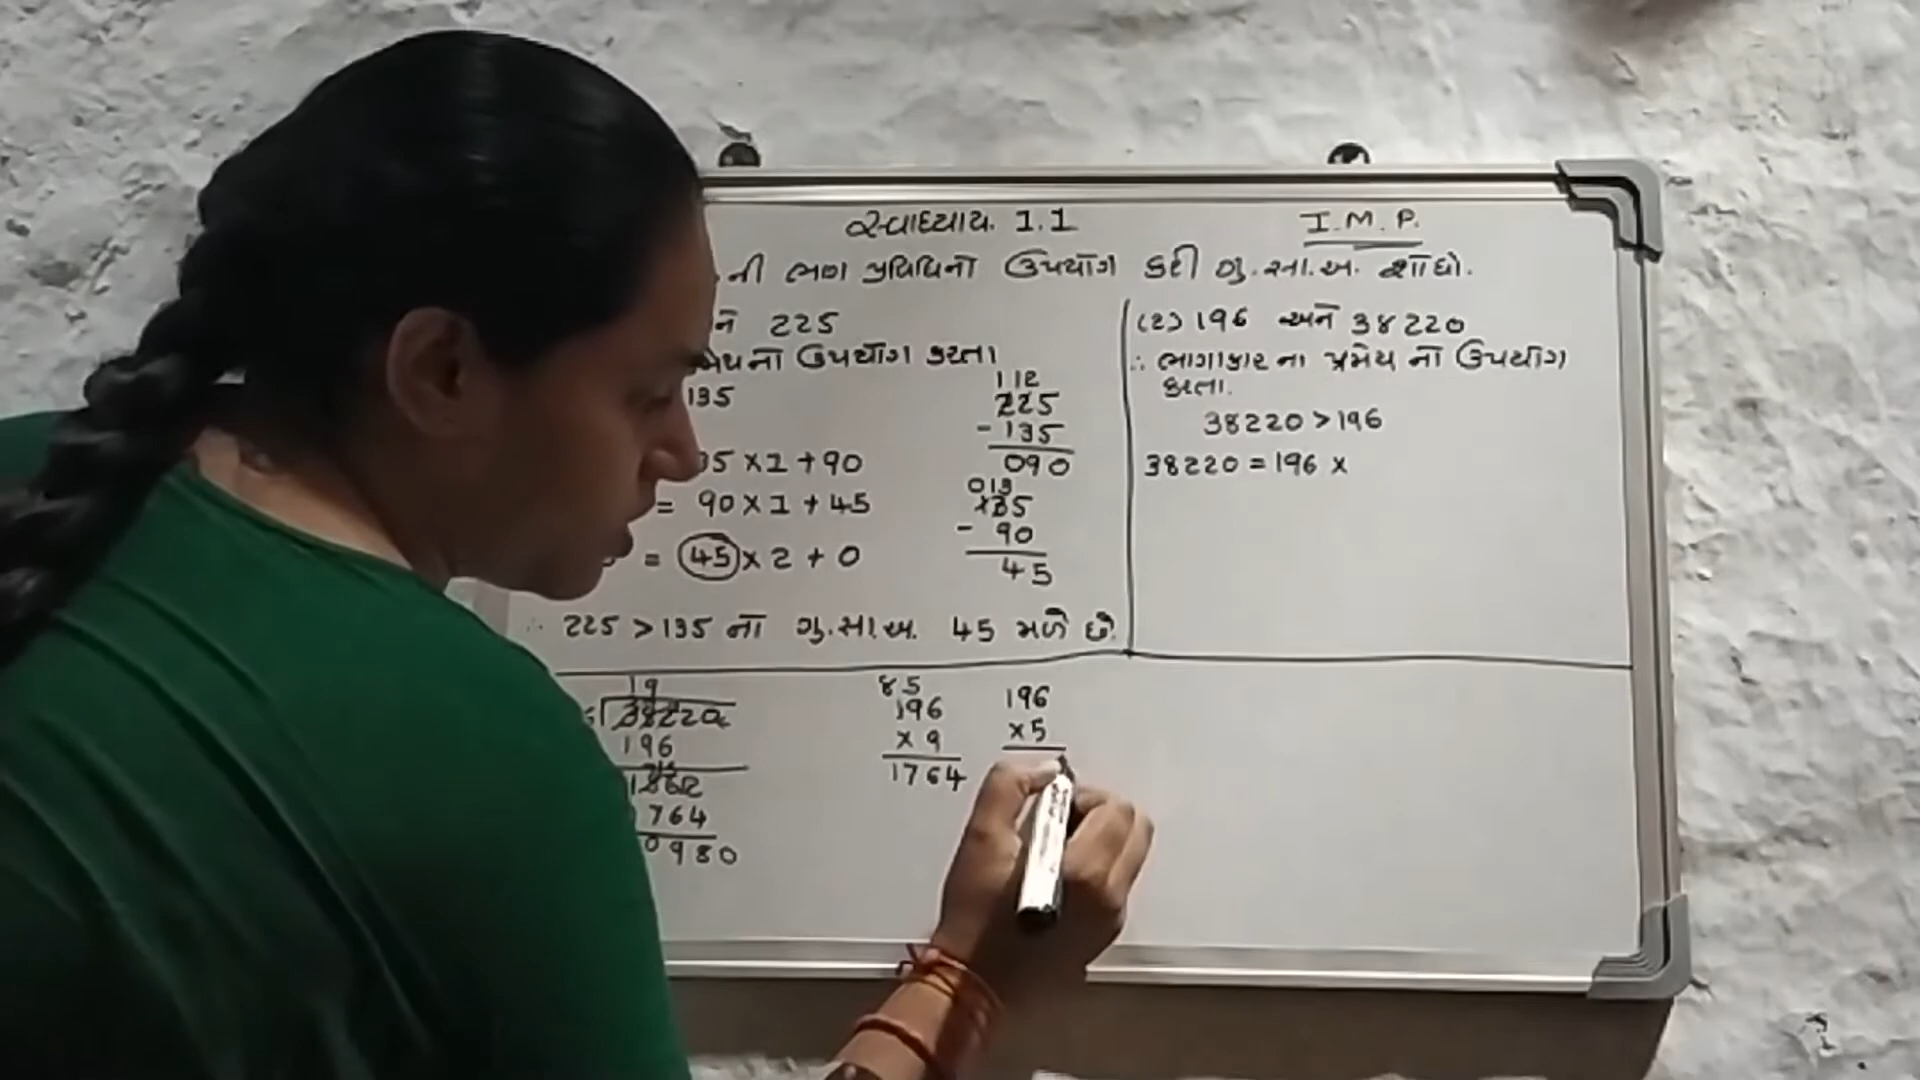 સ્વાધ્યાય. 1.1
I.M.P.
ની ભાગ પ્રવિધિનો ઉપયોગ કરી ગુ.સા.અ. શોધો.
225
નો ઉપયોગ કરતા
135
112
225
- 135
090
5 x 1 + 90
= 90 x 1 + 45
= 45 x 2 + 0
013
135
- 90
45
∴ 225 > 135 નો ગુ.સા.અ. 45 મળે છે.
(2) 196 અને 38220
∴ ભાગાકાર ના પ્રમેય નો ઉપયોગ
કરતા.
38220 > 196
38220 = 196 x
19
38220
196
1862
764
0980
85
196
x 9
1764
196
x 5